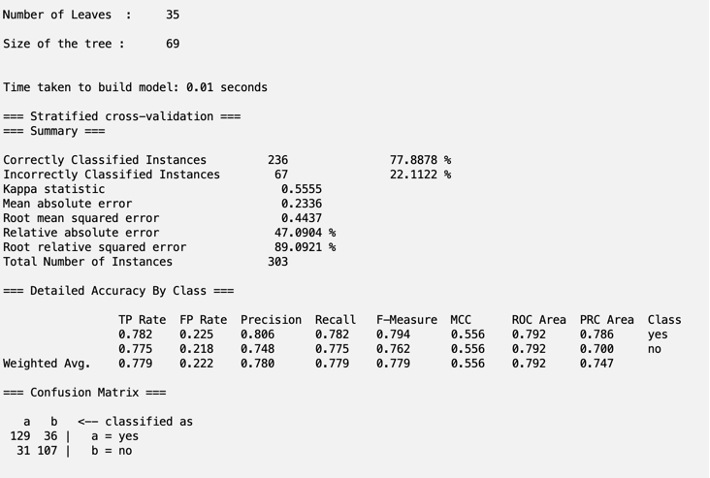 Number of Leaves  :     35
Size of the tree :      69
Time taken to build model: 0.01 seconds
=== Stratified cross-validation ===
=== Summary ===
Correctly Classified Instances         236               77.8878 %
Incorrectly Classified Instances        67               22.1122 %
Kappa statistic                          0.5555
Mean absolute error                      0.2336
Root mean squared error                  0.4437
Relative absolute error                 47.0904 %
Root relative squared error             89.0921 %
Total Number of Instances              303
=== Detailed Accuracy By Class ===
                 TP Rate  FP Rate  Precision  Recall   F-Measure  MCC      ROC Area  PRC Area  Class
                 0.782    0.225    0.806      0.782    0.794      0.556    0.792     0.786     yes
                 0.775    0.218    0.748      0.775    0.762      0.556    0.792     0.700     no
Weighted Avg.    0.779    0.222    0.780      0.779    0.779      0.556    0.792     0.747
=== Confusion Matrix ===
   a   b   <-- classified as
 129  36 |   a = yes
  31 107 |   b = no